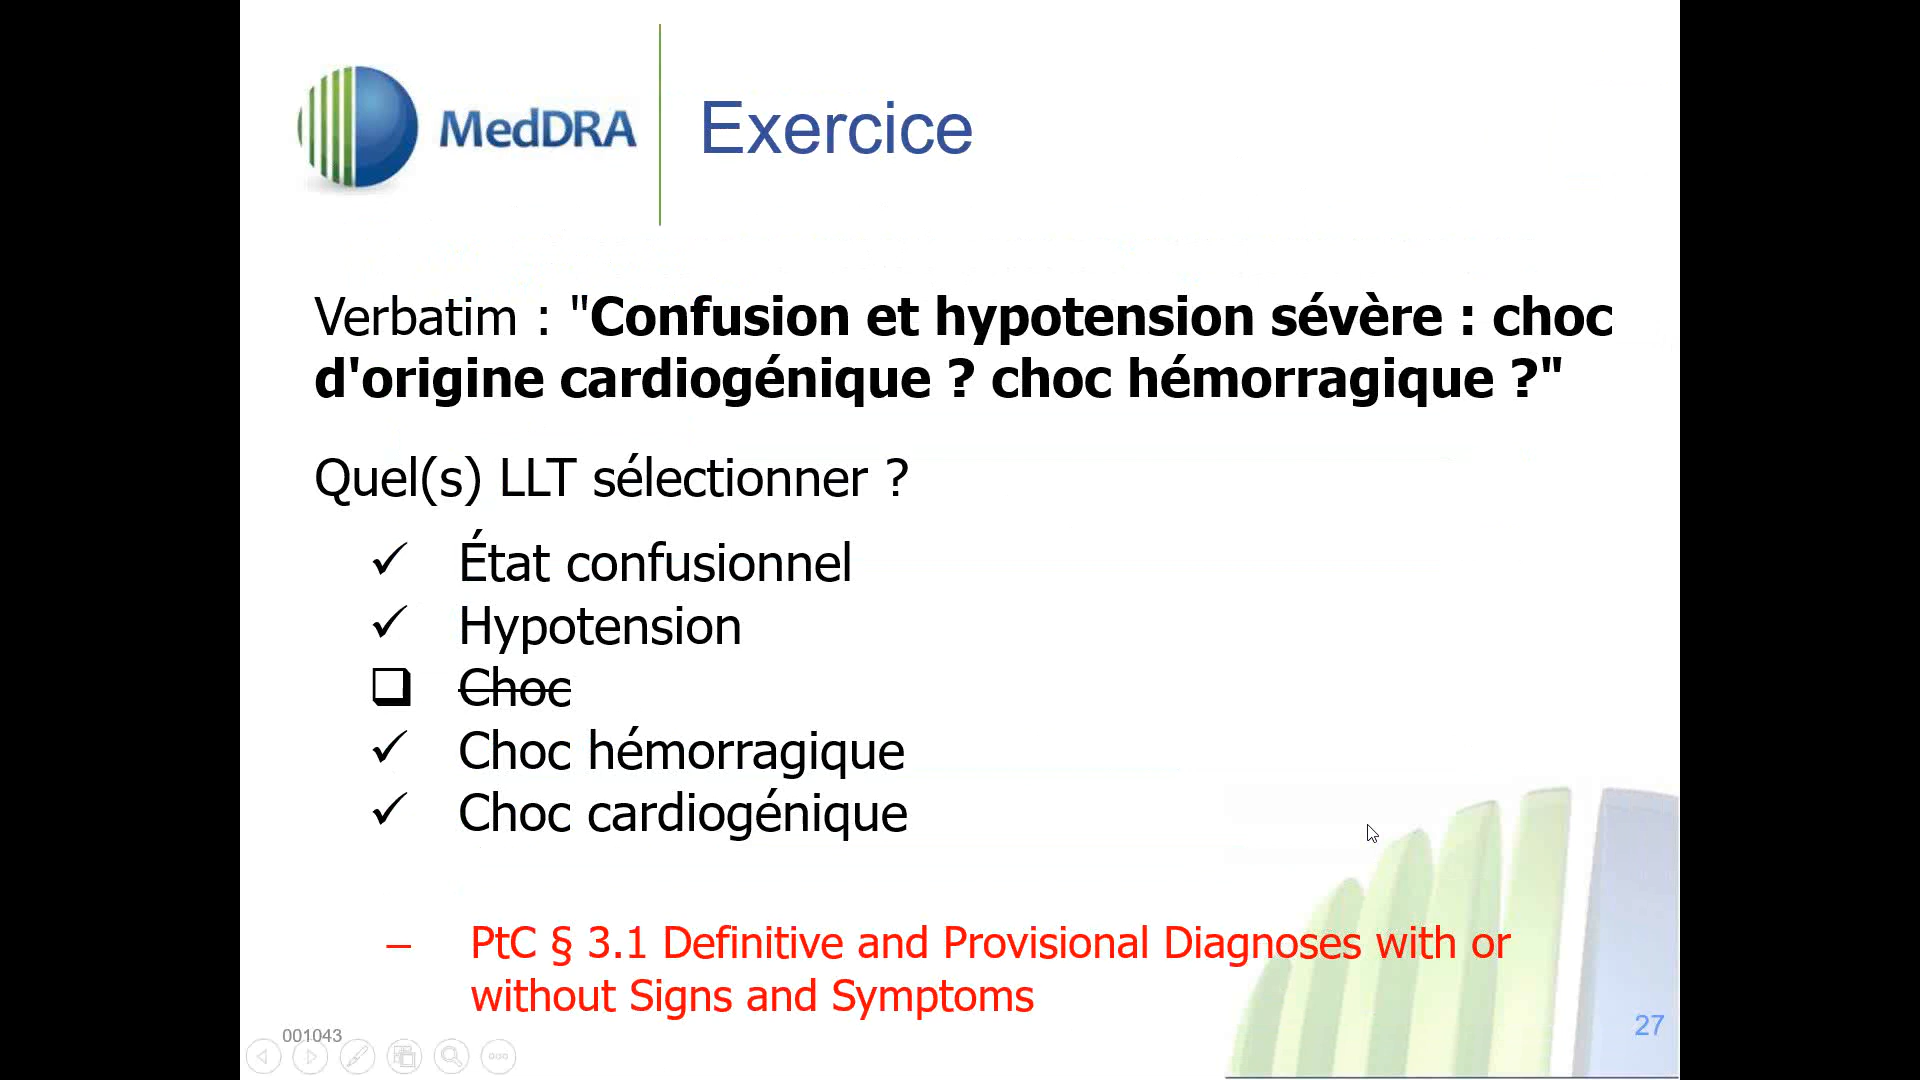 MedDRA
Exercice
Verbatim : "Confusion et hypotension sévère : choc
d'origine cardiogénique ? choc hémorragique ?"
Quel(s) LLT sélectionner ?
✓ État confusionnel
✓ Hypotension
❑ Choc
✓ Choc hémorragique
✓ Choc cardiogénique
– PtC § 3.1 Definitive and Provisional Diagnoses with or
without Signs and Symptoms
001043
27